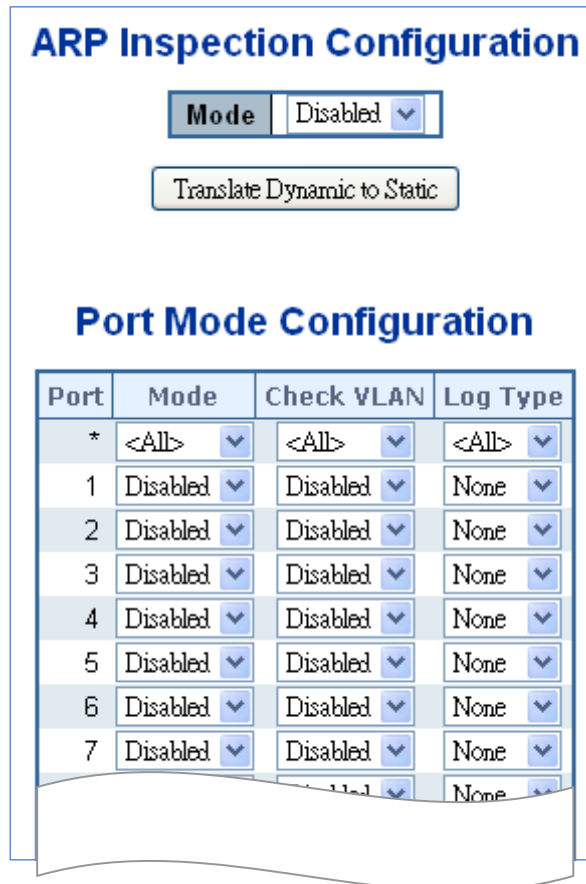 ARP Inspection Configuration
Mode Disabled
Translate Dynamic to Static
Port Mode Configuration
Port Mode Check VLAN Log Type
* <All> <All> <All>
1 Disabled Disabled None
2 Disabled Disabled None
3 Disabled Disabled None
4 Disabled Disabled None
5 Disabled Disabled None
6 Disabled Disabled None
7 Disabled Disabled None
None